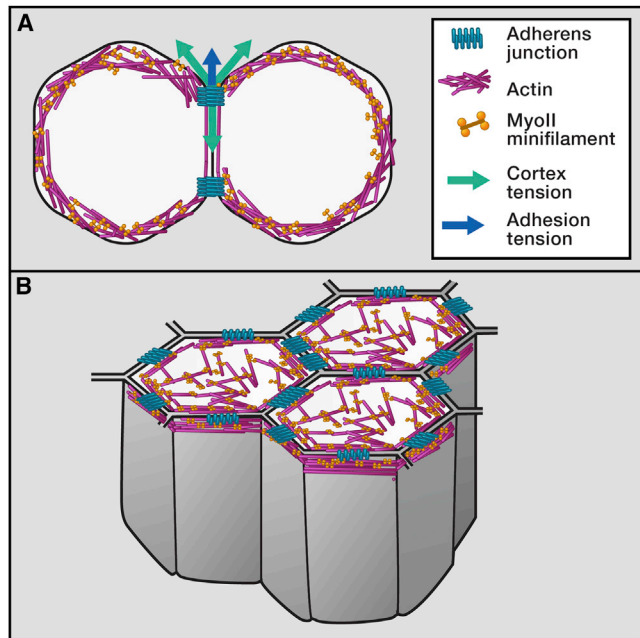 A
Adherens
junction
Actin
MyoII
minifilament
Cortex
tension
Adhesion
tension
B